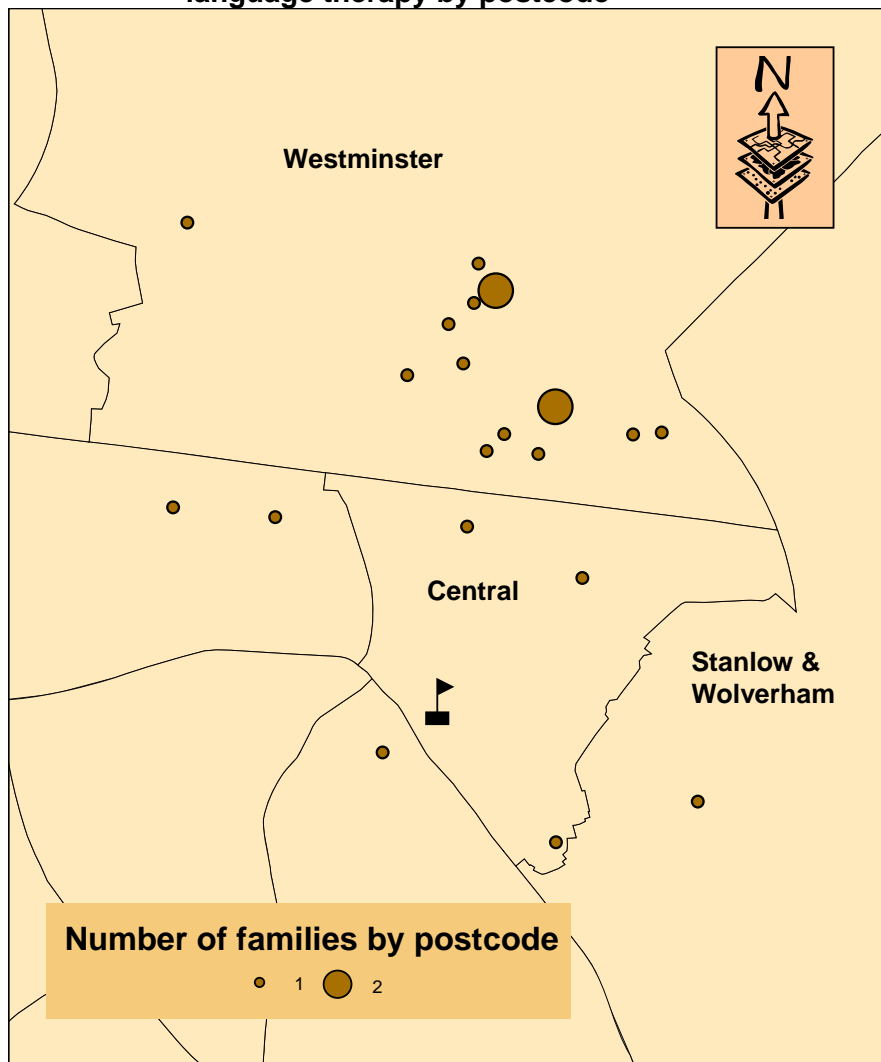 language therapy by postcode
N
Westminster
Central
Stanlow &
Wolverham
Number of families by postcode
1 2